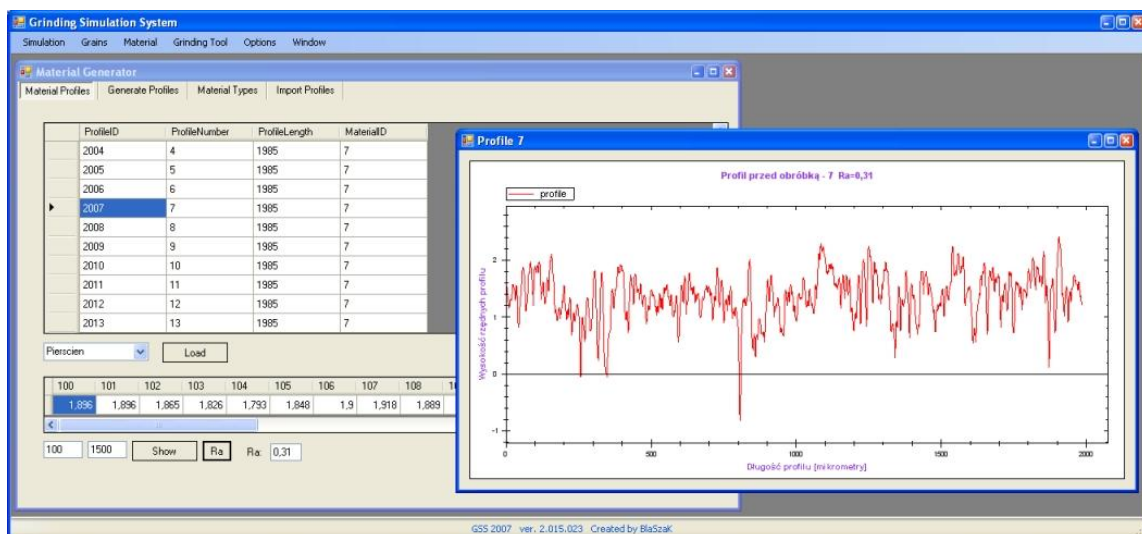 Grinding Simulation System
Simulation Grains Material Grinding Tool Options Window
Material Generator
Material Profiles Generate Profiles Material Types Import Profiles
ProfileID ProfileNumber ProfileLength MaterialID
2004 4 1985 7
2005 5 1985 7
2006 6 1985 7
2007 7 1985 7
2008 8 1985 7
2009 9 1985 7
2010 10 1985 7
2011 11 1985 7
2012 12 1985 7
2013 13 1985 7
Pierscien Load
100 101 102 103 104 105 106 107 108
1,896 1,896 1,865 1,826 1,793 1,848 1,9 1,918 1,889
100 1500 Show Ra Ra: 0,31
Profile 7
Profil przed obróbką - 7 Ra=0,31
profile
Wysokość rzędnych profilu
2
1
0
-1
0 500 1000 1500 2000
Długość profilu [mikrometry]
GSS 2007 ver. 2.015.023 Created by BlaSzaK